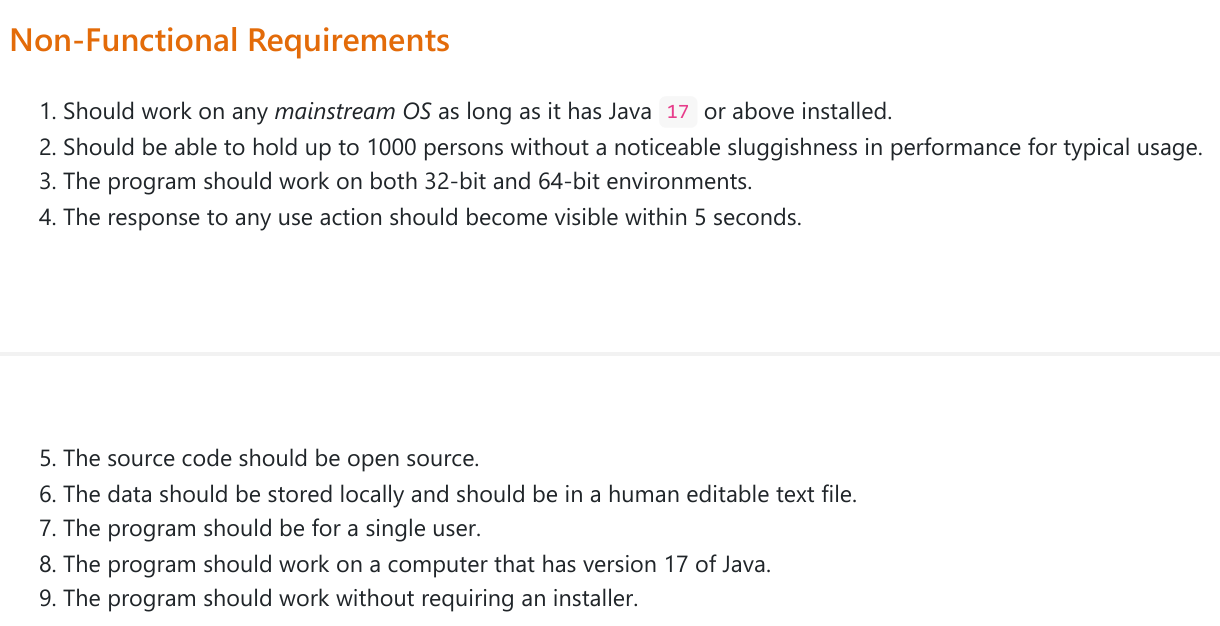 Non-Functional Requirements
1. Should work on any mainstream OS as long as it has Java 17 or above installed.
2. Should be able to hold up to 1000 persons without a noticeable sluggishness in performance for typical usage.
3. The program should work on both 32-bit and 64-bit environments.
4. The response to any use action should become visible within 5 seconds.
5. The source code should be open source.
6. The data should be stored locally and should be in a human editable text file.
7. The program should be for a single user.
8. The program should work on a computer that has version 17 of Java.
9. The program should work without requiring an installer.